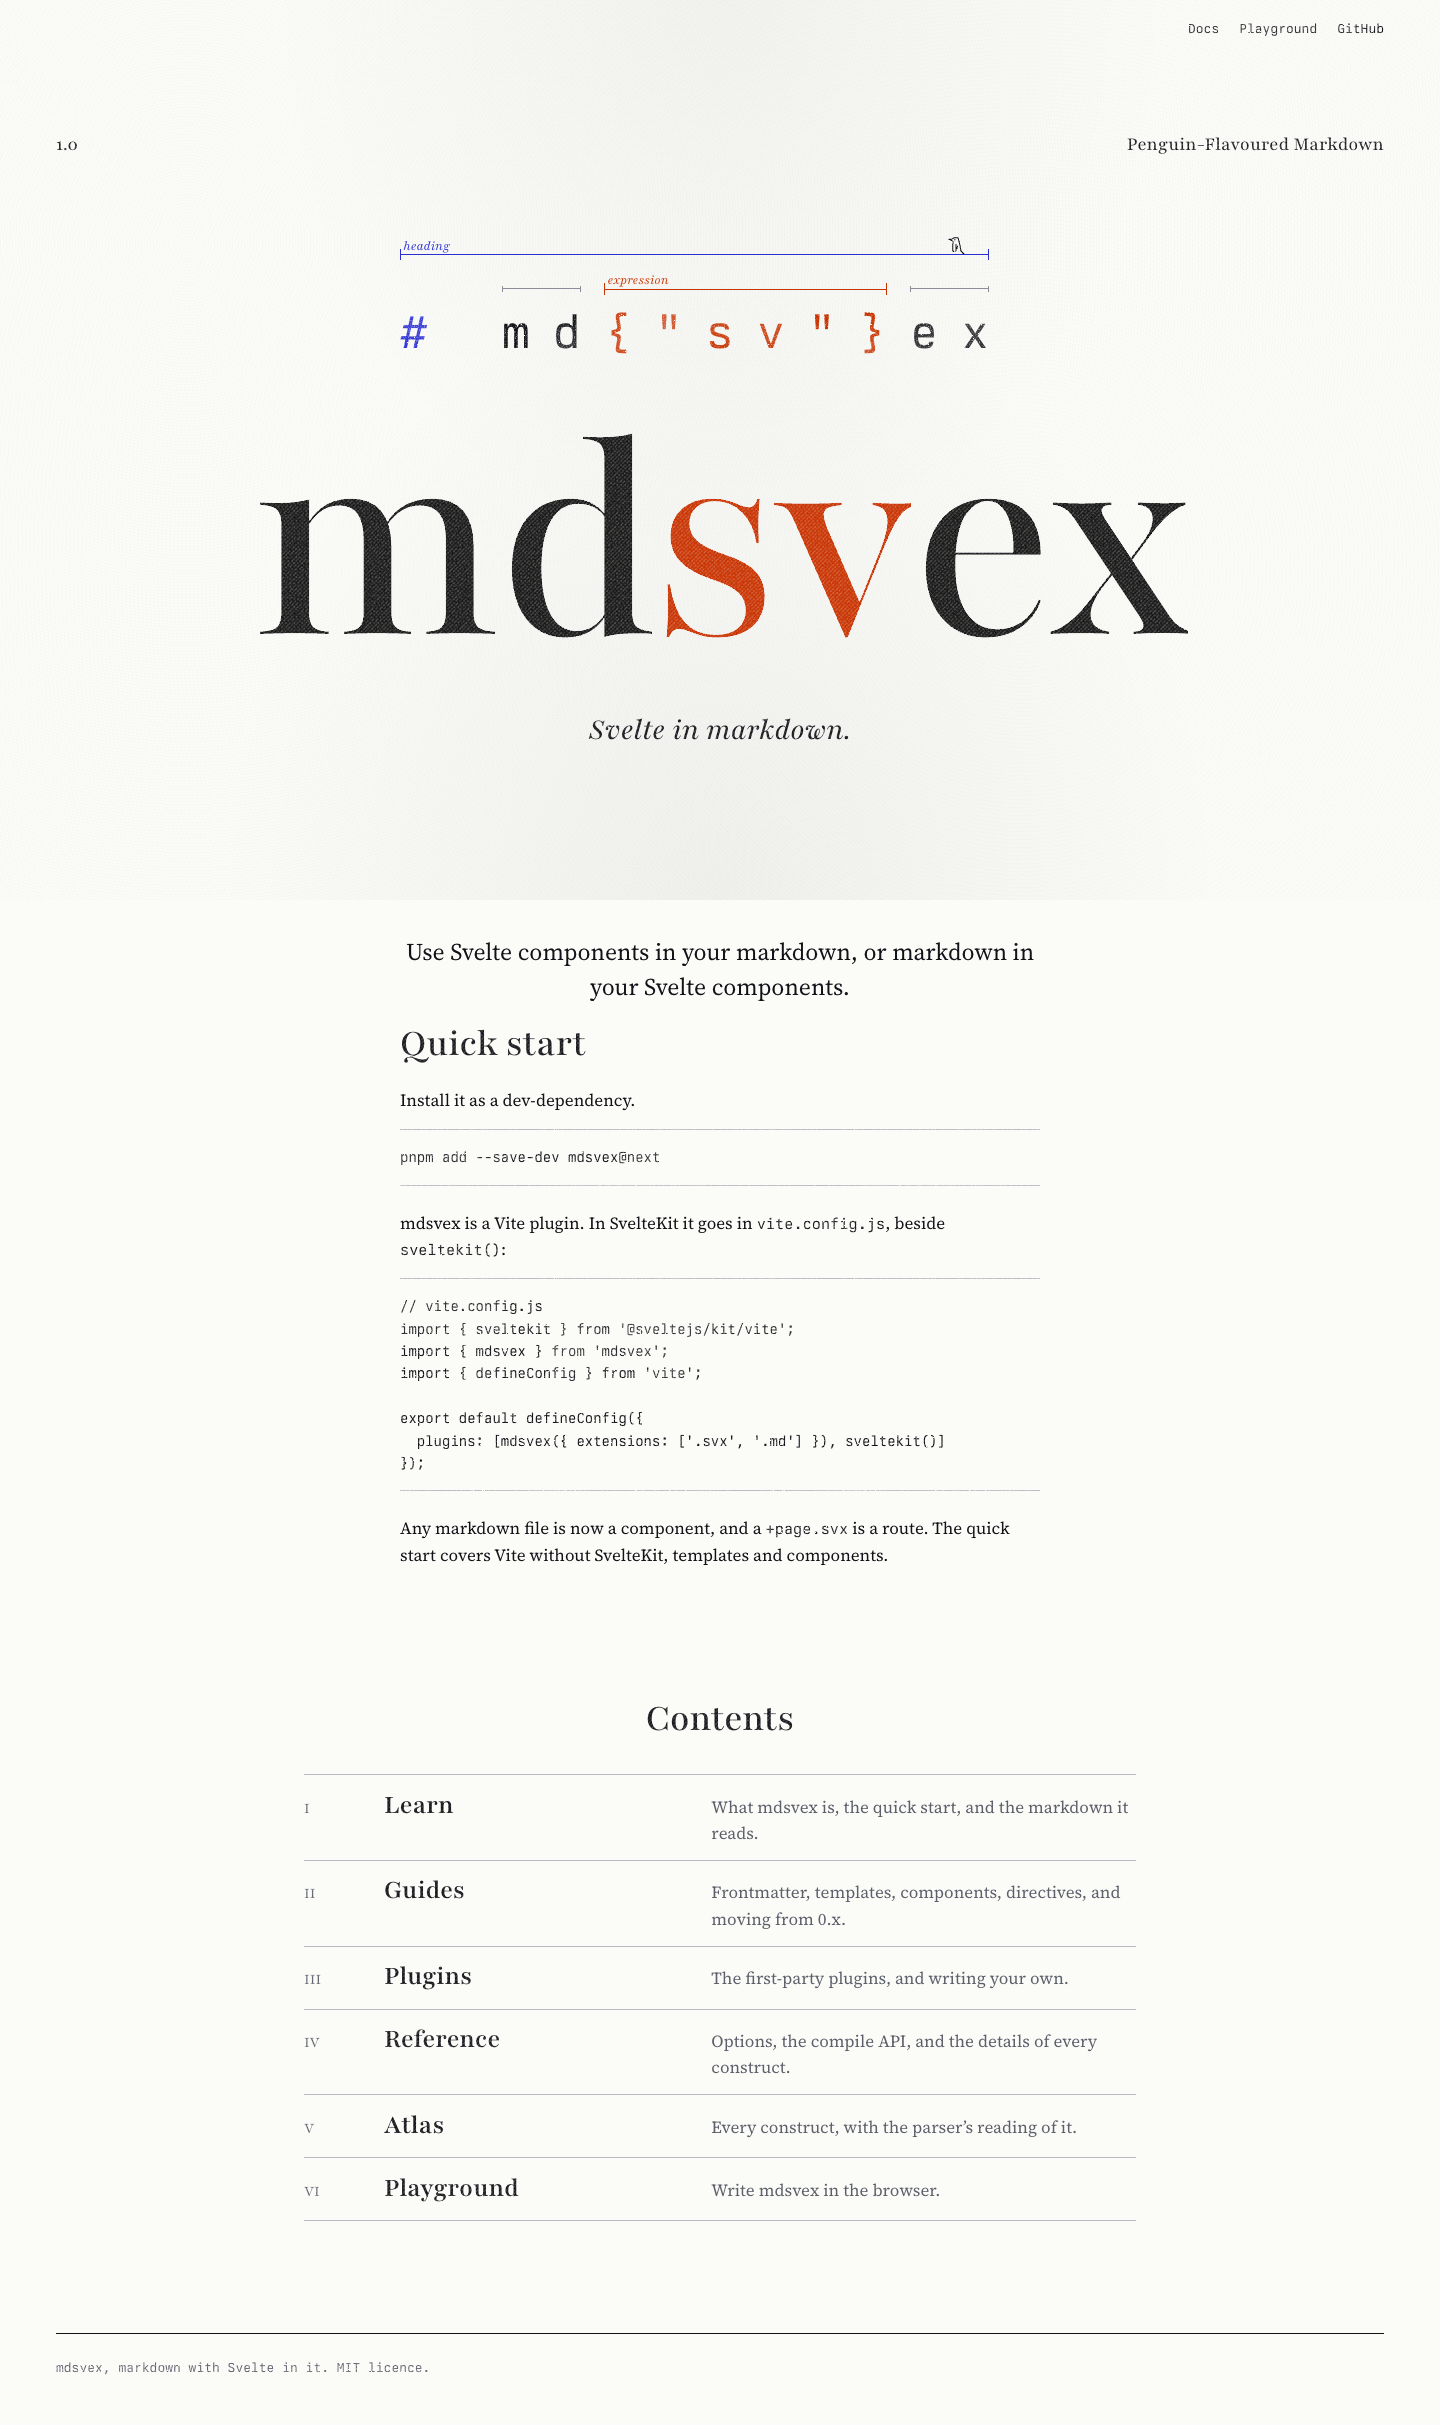 Docs Playground GitHub
1.0
Penguin-Flavoured Markdown
heading
expression
# md{"sv"}ex
mdsvex
Svelte in markdown.
Use Svelte components in your markdown, or markdown in
your Svelte components.
Quick start
Install it as a dev-dependency.
pnpm add --save-dev mdsvex@next
mdsvex is a Vite plugin. In SvelteKit it goes in vite.config.js, beside
sveltekit():
// vite.config.js
import { sveltekit } from '@sveltejs/kit/vite';
import { mdsvex } from 'mdsvex';
import { defineConfig } from 'vite';
export default defineConfig({
  plugins: [mdsvex({ extensions: ['.svx', '.md'] }), sveltekit()]
});
Any markdown file is now a component, and a +page.svx is a route. The quick
start covers Vite without SvelteKit, templates and components.
Contents
I Learn What mdsvex is, the quick start, and the markdown it
reads.
II Guides Frontmatter, templates, components, directives, and
moving from 0.x.
III Plugins The first-party plugins, and writing your own.
IV Reference Options, the compile API, and the details of every
construct.
V Atlas Every construct, with the parser’s reading of it.
VI Playground Write mdsvex in the browser.
mdsvex, markdown with Svelte in it. MIT licence.